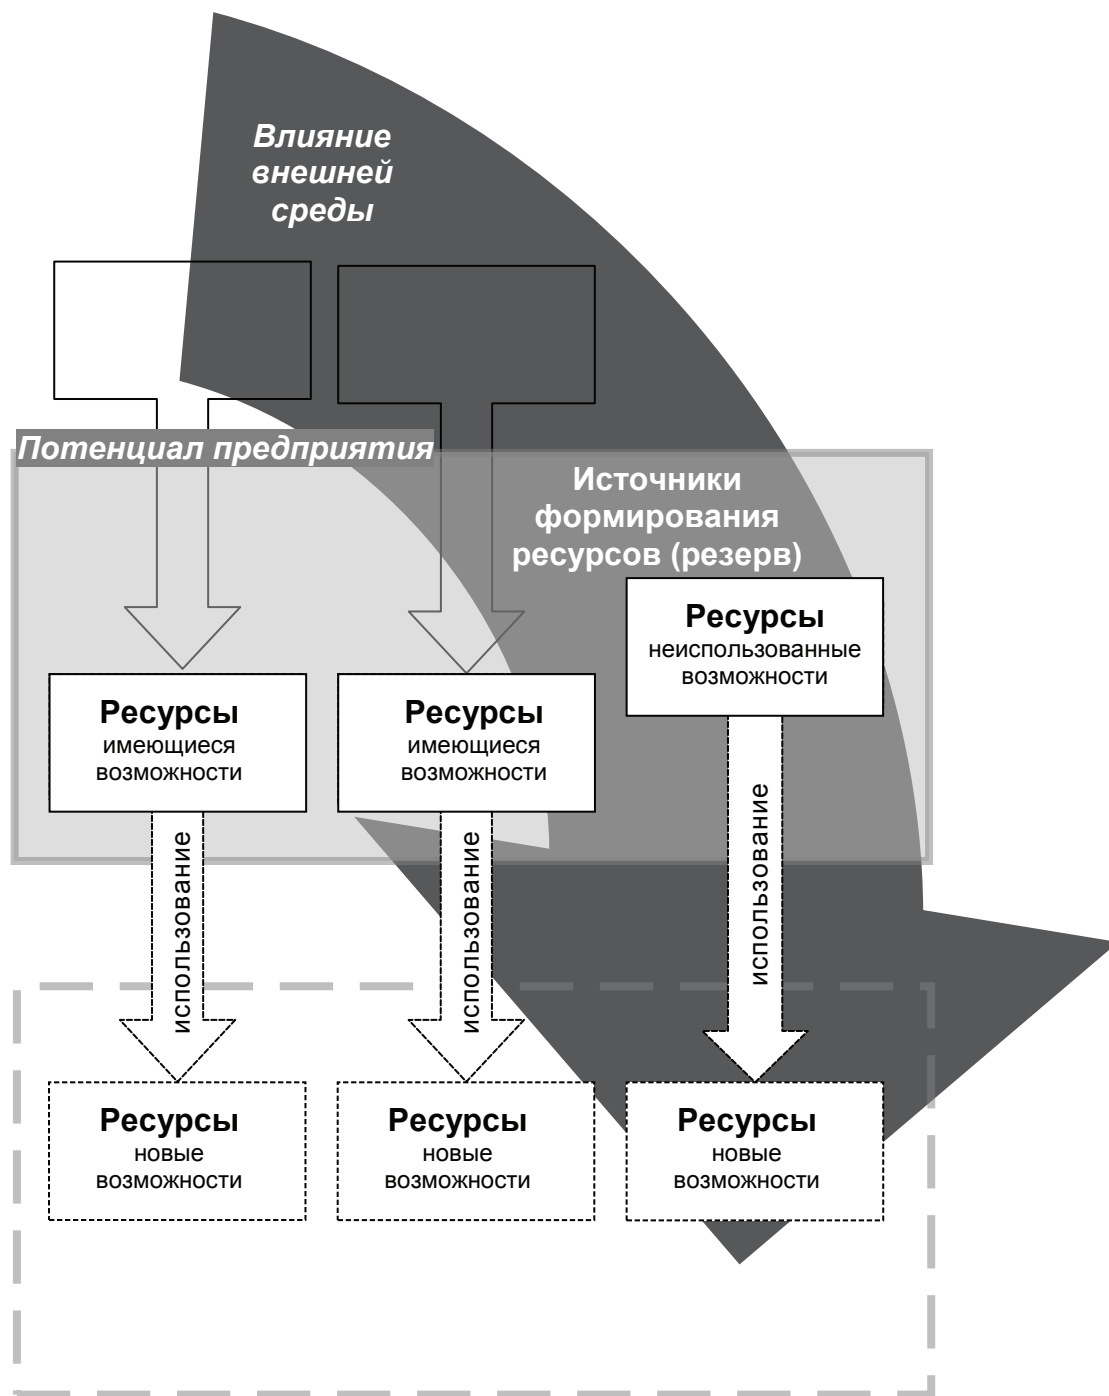 Влияние
внешней
среды
Потенциал предприятия
Источники
формирования
ресурсов (резерв)
Ресурсы
неиспользованные
возможности
Ресурсы
имеющиеся
возможности
Ресурсы
имеющиеся
возможности
использование
использование
использование
Ресурсы
новые
возможности
Ресурсы
новые
возможности
Ресурсы
новые
возможности